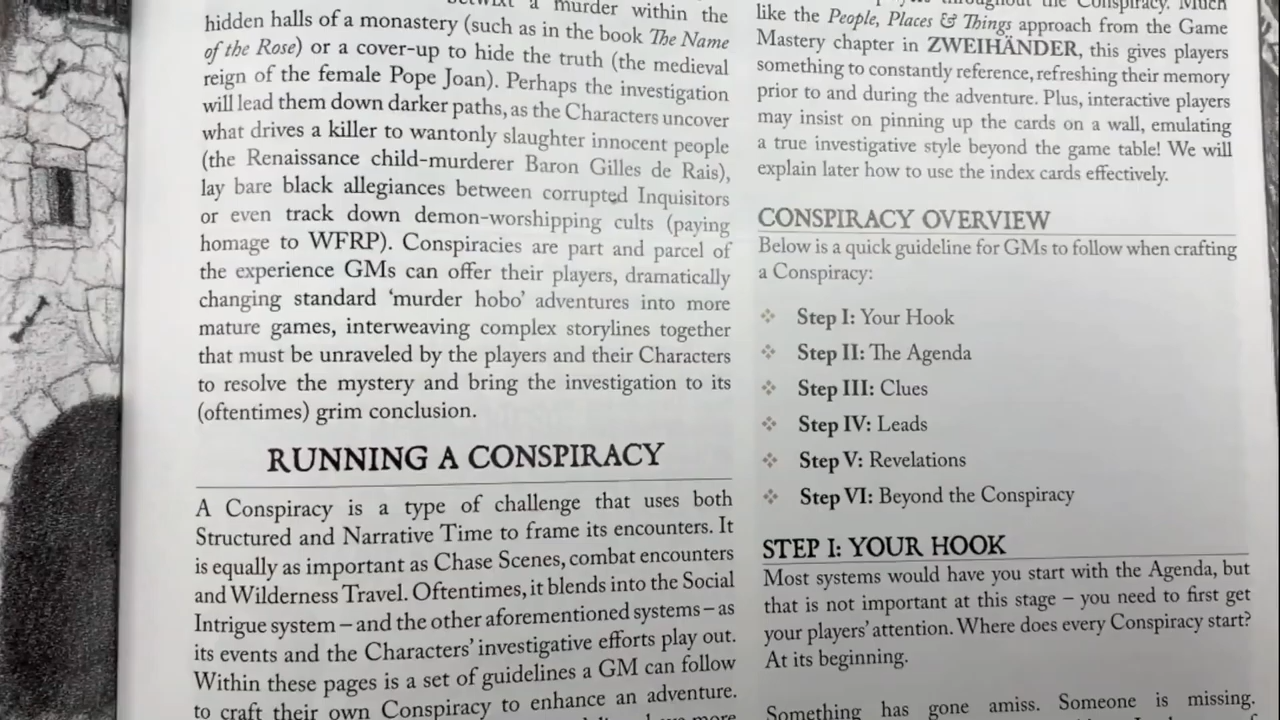 betwixt a murder within the
hidden halls of a monastery (such as in the book The Name
of the Rose) or a cover-up to hide the truth (the medieval
reign of the female Pope Joan). Perhaps the investigation
will lead them down darker paths, as the Characters uncover
what drives a killer to wantonly slaughter innocent people
(the Renaissance child-murderer Baron Gilles de Rais),
lay bare black allegiances between corrupted Inquisitors
or even track down demon-worshipping cults (paying
homage to WFRP). Conspiracies are part and parcel of
the experience GMs can offer their players, dramatically
changing standard ‘murder hobo’ adventures into more
mature games, interweaving complex storylines together
that must be unraveled by the players and their Characters
to resolve the mystery and bring the investigation to its
(oftentimes) grim conclusion.
RUNNING A CONSPIRACY
A Conspiracy is a type of challenge that uses both
Structured and Narrative Time to frame its encounters. It
is equally as important as Chase Scenes, combat encounters
and Wilderness Travel. Oftentimes, it blends into the Social
Intrigue system – and the other aforementioned systems – as
its events and the Characters’ investigative efforts play out.
Within these pages is a set of guidelines a GM can follow
to craft their own Conspiracy to enhance an adventure.
more
throughout the Conspiracy. Much
like the People, Places & Things approach from the Game
Mastery chapter in ZWEIHÄNDER, this gives players
something to constantly reference, refreshing their memory
prior to and during the adventure. Plus, interactive players
may insist on pinning up the cards on a wall, emulating
a true investigative style beyond the game table! We will
explain later how to use the index cards effectively.
CONSPIRACY OVERVIEW
Below is a quick guideline for GMs to follow when crafting
a Conspiracy:
❖ Step I: Your Hook
❖ Step II: The Agenda
❖ Step III: Clues
❖ Step IV: Leads
❖ Step V: Revelations
❖ Step VI: Beyond the Conspiracy
STEP I: YOUR HOOK
Most systems would have you start with the Agenda, but
that is not important at this stage – you need to first get
your players’ attention. Where does every Conspiracy start?
At its beginning.
Something has gone amiss. Someone is missing.